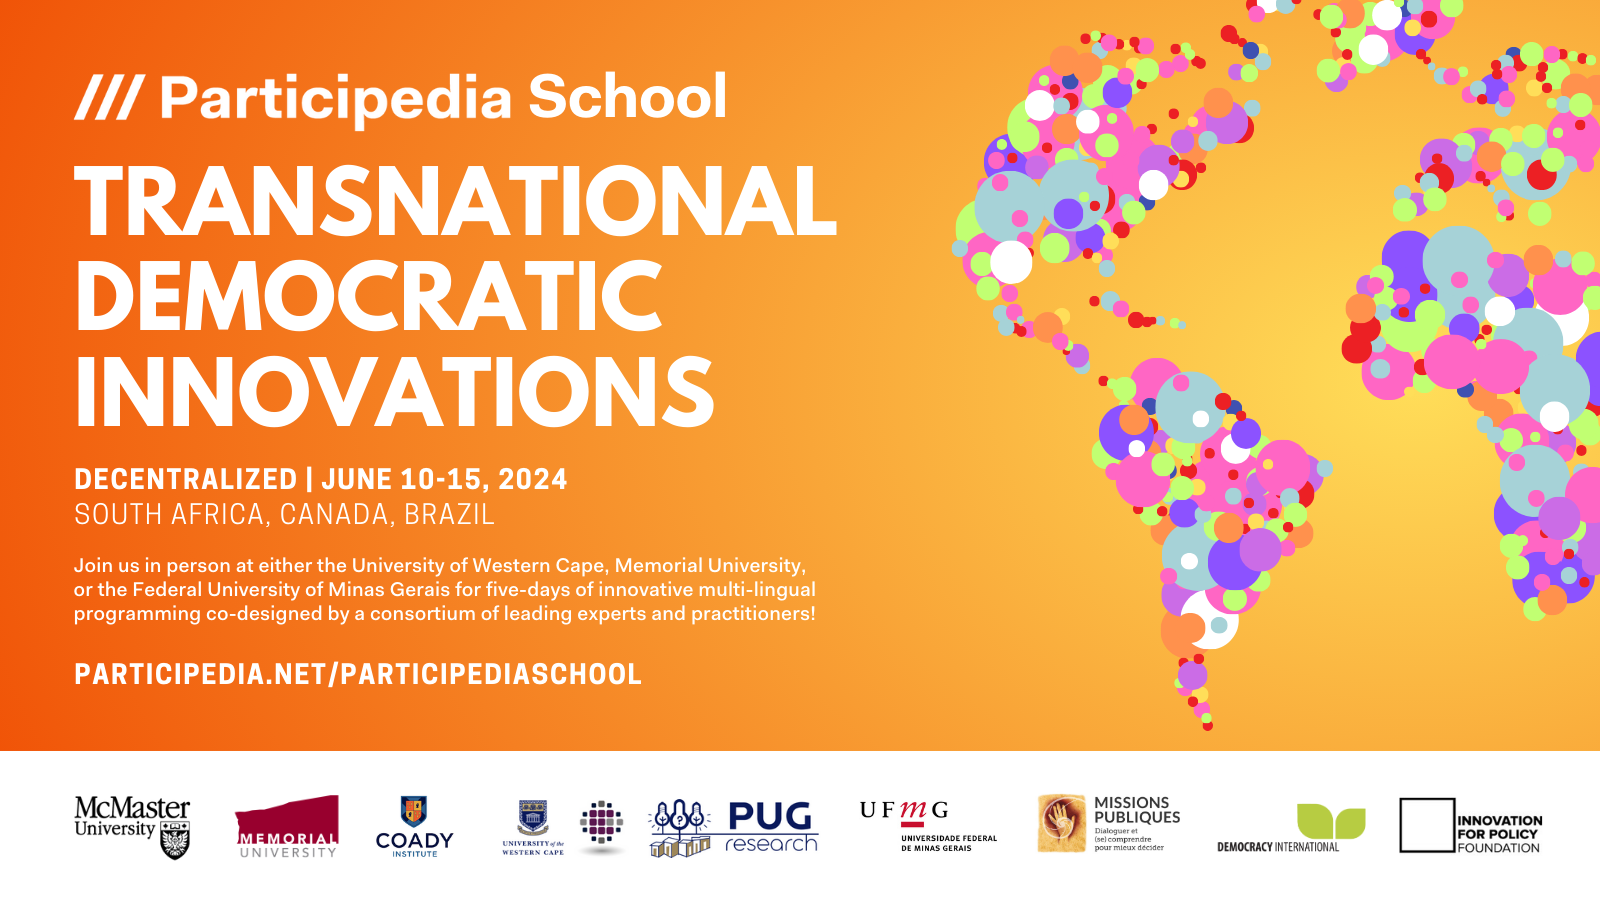 /// Participedia School
TRANSNATIONAL
DEMOCRATIC
INNOVATIONS
DECENTRALIZED | JUNE 10-15, 2024
SOUTH AFRICA, CANADA, BRAZIL
Join us in person at either the University of Western Cape, Memorial University,
or the Federal University of Minas Gerais for five-days of innovative multi-lingual
programming co-designed by a consortium of leading experts and practitioners!
PARTICIPEDIA.NET/PARTICIPEDIASCHOOL
McMaster
University
MEMORIAL
UNIVERSITY
COADY
INSTITUTE
UNIVERSITY of the
WESTERN CAPE
PUG
research
UFmG
UNIVERSIDADE FEDERAL
DE MINAS GERAIS
MISSIONS
PUBLIQUES
Dialoguer et
(se) comprendre
pour mieux décider
DEMOCRACY INTERNATIONAL
INNOVATION
FOR POLICY
FOUNDATION